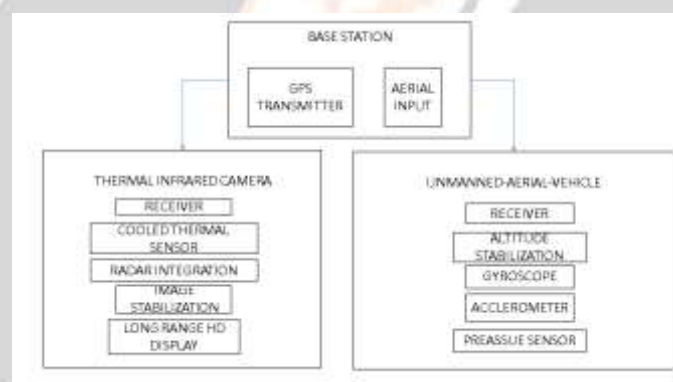 BASE STATION
GPS
TRANSMITTER
AERIAL
INPUT
THERMAL INFRARED CAMERA
RECEIVER
COOLED THERMAL
SENSOR
RADAR INTEGRATION
IMAGE
STABILIZATION
LONG RANGE HD
DISPLAY
UNMANNED-AERIAL-VEHICLE
RECEIVER
ALTITUDE
STABILIZATION
GYROSCOPE
ACCLEROMETER
PREASSUE SENSOR